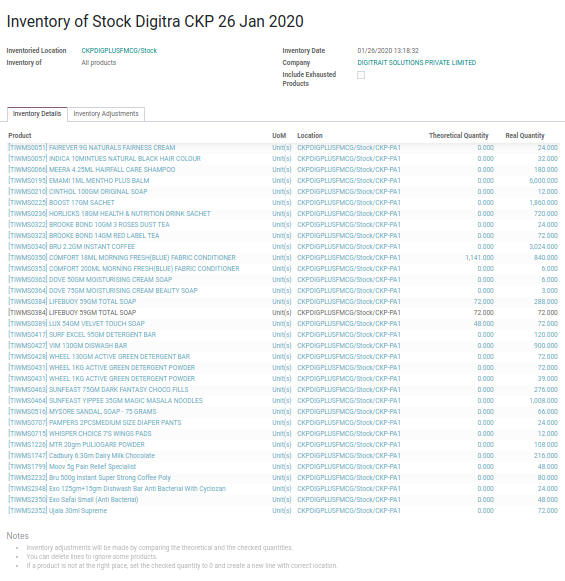 Inventory of Stock Digitra CKP 26 Jan 2020
Inventoried Location CKPDIGPLUSFMCG/Stock Inventory Date 01/26/2020 13:18:32
Inventory of All products Company DIGITRAIT SOLUTIONS PRIVATE LIMITED
Include Exhausted Products
Inventory Details Inventory Adjustments
Product UoM Location Theoretical Quantity Real Quantity
[TIWMS0051] FAIREVER 9G NATURALS FAIRNESS CREAM Unit(s) CKPDIGPLUSFMCG/Stock/CKP-PA1 0.000 24.000
[TIWMS0057] INDICA 10MINTUES NATURAL BLACK HAIR COLOUR Unit(s) CKPDIGPLUSFMCG/Stock/CKP-PA1 0.000 32.000
[TIWMS0066] MEERA 4.25ML HAIRFALL CARE SHAMPOO Unit(s) CKPDIGPLUSFMCG/Stock/CKP-PA1 0.000 180.000
[TIWMS0195] EMAMI 1ML MENTHO PLUS BALM Unit(s) CKPDIGPLUSFMCG/Stock/CKP-PA1 0.000 6,000.000
[TIWMS0210] CINTHOL 100GM ORIGINAL SOAP Unit(s) CKPDIGPLUSFMCG/Stock/CKP-PA1 0.000 12.000
[TIWMS0225] BOOST 17GM SACHET Unit(s) CKPDIGPLUSFMCG/Stock/CKP-PA1 0.000 1,860.000
[TIWMS0236] HORLICKS 18GM HEALTH & NUTRITION DRINK SACHET Unit(s) CKPDIGPLUSFMCG/Stock/CKP-PA1 0.000 720.000
[TIWMS0322] BROOKE BOND 10GM 3 ROSES DUST TEA Unit(s) CKPDIGPLUSFMCG/Stock/CKP-PA1 0.000 24.000
[TIWMS0323] BROOKE BOND 14GM RED LABEL TEA Unit(s) CKPDIGPLUSFMCG/Stock/CKP-PA1 0.000 72.000
[TIWMS0340] BRU 2.2GM INSTANT COFFEE Unit(s) CKPDIGPLUSFMCG/Stock/CKP-PA1 0.000 3,024.000
[TIWMS0350] COMFORT 18ML MORNING FRESH(BLUE) FABRIC CONDITIONER Unit(s) CKPDIGPLUSFMCG/Stock/CKP-PA1 1,141.000 840.000
[TIWMS0353] COMFORT 200ML MORNING FRESH(BLUE) FABRIC CONDITIONER Unit(s) CKPDIGPLUSFMCG/Stock/CKP-PA1 0.000 6.000
[TIWMS0362] DOVE 50GM MOISTURISING CREAM SOAP Unit(s) CKPDIGPLUSFMCG/Stock/CKP-PA1 0.000 6.000
[TIWMS0364] DOVE 75GM MOISTURISING CREAM BEAUTY SOAP Unit(s) CKPDIGPLUSFMCG/Stock/CKP-PA1 0.000 3.000
[TIWMS0384] LIFEBUOY 59GM TOTAL SOAP Unit(s) CKPDIGPLUSFMCG/Stock/CKP-PA1 72.000 288.000
[TIWMS0384] LIFEBUOY 59GM TOTAL SOAP Unit(s) CKPDIGPLUSFMCG/Stock/CKP-PA1 72.000 72.000
[TIWMS0389] LUX 54GM VELVET TOUCH SOAP Unit(s) CKPDIGPLUSFMCG/Stock/CKP-PA1 48.000 72.000
[TIWMS0417] SURF EXCEL 95GM DETERGENT BAR Unit(s) CKPDIGPLUSFMCG/Stock/CKP-PA1 0.000 120.000
[TIWMS0427] VIM 130GM DISWASH BAR Unit(s) CKPDIGPLUSFMCG/Stock/CKP-PA1 0.000 900.000
[TIWMS0428] WHEEL 130GM ACTIVE GREEN DETERGENT BAR Unit(s) CKPDIGPLUSFMCG/Stock/CKP-PA1 0.000 72.000
[TIWMS0431] WHEEL 1KG ACTIVE GREEN DETERGENT POWDER Unit(s) CKPDIGPLUSFMCG/Stock/CKP-PA1 0.000 72.000
[TIWMS0431] WHEEL 1KG ACTIVE GREEN DETERGENT POWDER Unit(s) CKPDIGPLUSFMCG/Stock/CKP-PA1 0.000 39.000
[TIWMS0463] SUNFEAST 75GM DARK FANTASY CHOCO FILLS Unit(s) CKPDIGPLUSFMCG/Stock/CKP-PA1 0.000 276.000
[TIWMS0464] SUNFEAST YIPPEE 35GM MAGIC MASALA NOODLES Unit(s) CKPDIGPLUSFMCG/Stock/CKP-PA1 0.000 1,008.000
[TIWMS0516] MYSORE SANDAL SOAP - 75 GRAMS Unit(s) CKPDIGPLUSFMCG/Stock/CKP-PA1 0.000 66.000
[TIWMS0707] PAMPERS 2PCSMEDIUM SIZE DIAPER PANTS Unit(s) CKPDIGPLUSFMCG/Stock/CKP-PA1 0.000 24.000
[TIWMS0715] WHISPER CHOICE 7'S WINGS PADS Unit(s) CKPDIGPLUSFMCG/Stock/CKP-PA1 0.000 12.000
[TIWMS1226] MTR 20gm PULIOGARE POWDER Unit(s) CKPDIGPLUSFMCG/Stock/CKP-PA1 0.000 108.000
[TIWMS1747] Cadbury 6.3Gm Dairy Milk Chocolate Unit(s) CKPDIGPLUSFMCG/Stock/CKP-PA1 0.000 216.000
[TIWMS1799] Moov 5g Pain Relief Specialist Unit(s) CKPDIGPLUSFMCG/Stock/CKP-PA1 0.000 48.000
[TIWMS2232] Bru 500g Instant Super Strong Coffee Poly Unit(s) CKPDIGPLUSFMCG/Stock/CKP-PA1 0.000 80.000
[TIWMS2348] Exo 125gm+15gm Dishwash Bar Anti Bacterial With Cyclozan Unit(s) CKPDIGPLUSFMCG/Stock/CKP-PA1 0.000 24.000
[TIWMS2350] Exo Safai Small (Anti Bacterial) Unit(s) CKPDIGPLUSFMCG/Stock/CKP-PA1 0.000 48.000
[TIWMS2352] Ujala 30ml Supreme Unit(s) CKPDIGPLUSFMCG/Stock/CKP-PA1 0.000 72.000
Notes
• Inventory adjustments will be made by comparing the theoretical and the checked quantities.
• You can delete lines to ignore some products.
• If a product is not at the right place, set the checked quantity to 0 and create a new line with correct location.